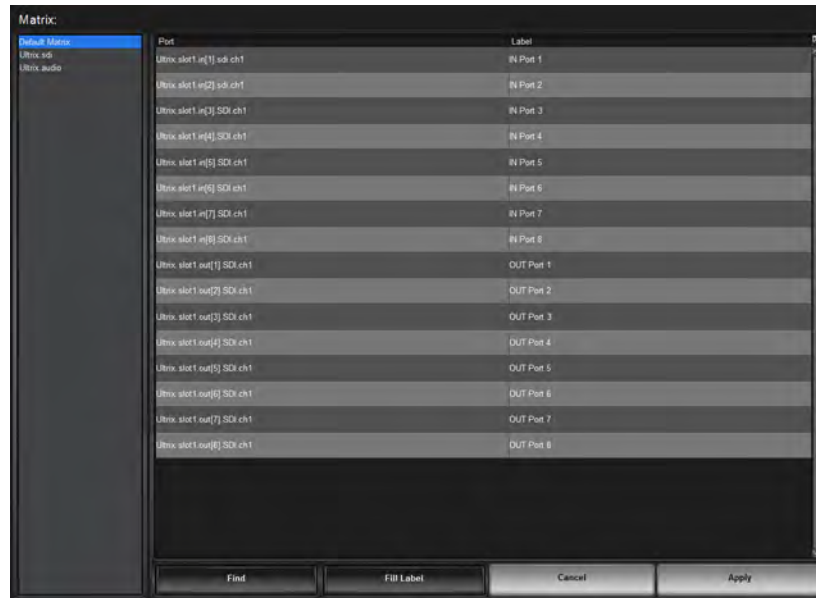 Matrix:
Default Matrix
Ultrix.sdi
Ultrix.audio
Port Label
Ultrix.slot1.in[1].sdi.ch1 IN Port 1
Ultrix.slot1.in[2].sdi.ch1 IN Port 2
Ultrix.slot1.in[3].SDI.ch1 IN Port 3
Ultrix.slot1.in[4].SDI.ch1 IN Port 4
Ultrix.slot1.in[5].SDI.ch1 IN Port 5
Ultrix.slot1.in[6].SDI.ch1 IN Port 6
Ultrix.slot1.in[7].SDI.ch1 IN Port 7
Ultrix.slot1.in[8].SDI.ch1 IN Port 8
Ultrix.slot1.out[1].SDI.ch1 OUT Port 1
Ultrix.slot1.out[2].SDI.ch1 OUT Port 2
Ultrix.slot1.out[3].SDI.ch1 OUT Port 3
Ultrix.slot1.out[4].SDI.ch1 OUT Port 4
Ultrix.slot1.out[5].SDI.ch1 OUT Port 5
Ultrix.slot1.out[6].SDI.ch1 OUT Port 6
Ultrix.slot1.out[7].SDI.ch1 OUT Port 7
Ultrix.slot1.out[8].SDI.ch1 OUT Port 8
Find Fill Label Cancel Apply